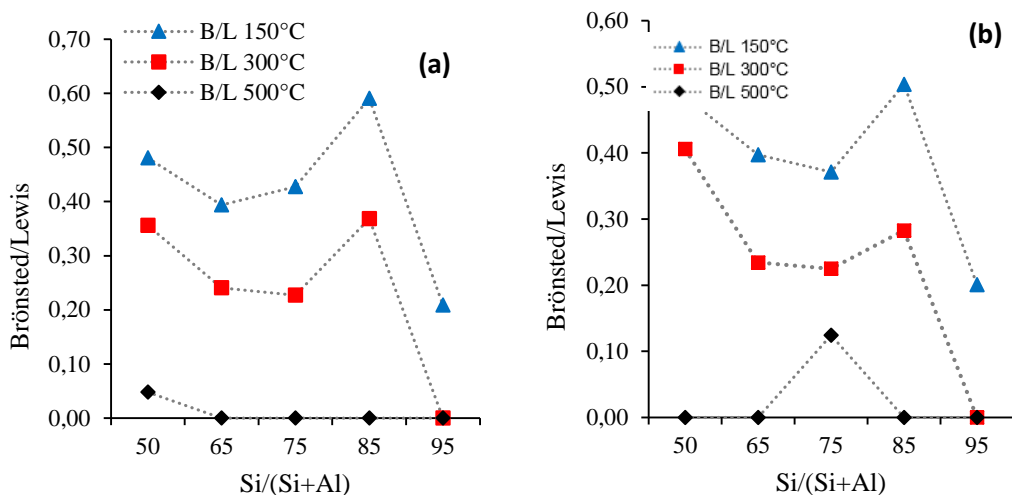 B/L 150°C
B/L 300°C
B/L 500°C
(a)
0,70
0,60
0,50
0,40
0,30
0,20
0,10
0,00
Brönsted/Lewis
50 65 75 85 95
Si/(Si+Al)
(b)
B/L 150°C
B/L 300°C
B/L 500°C
0,60
0,50
0,40
0,30
0,20
0,10
0,00
Brönsted/Lewis
50 65 75 85 95
Si/(Si+Al)